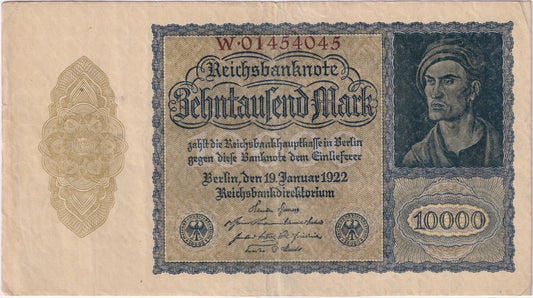 W·01454045
Reichsbanknote
Zehntausend Mark
zahlt die Reichsbankhauptkasse in Berlin
gegen diese Banknote dem Einlieferer
Berlin, den 19. Januar 1922
Reichsbankdirektorium
10000